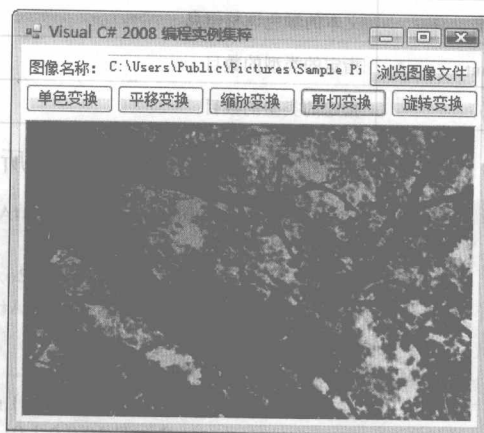 Visual C# 2008 编程实例集粹
图像名称: C:\Users\Public\Pictures\Sample Pi 浏览图像文件
单色变换 平移变换 缩放变换 剪切变换 旋转变换